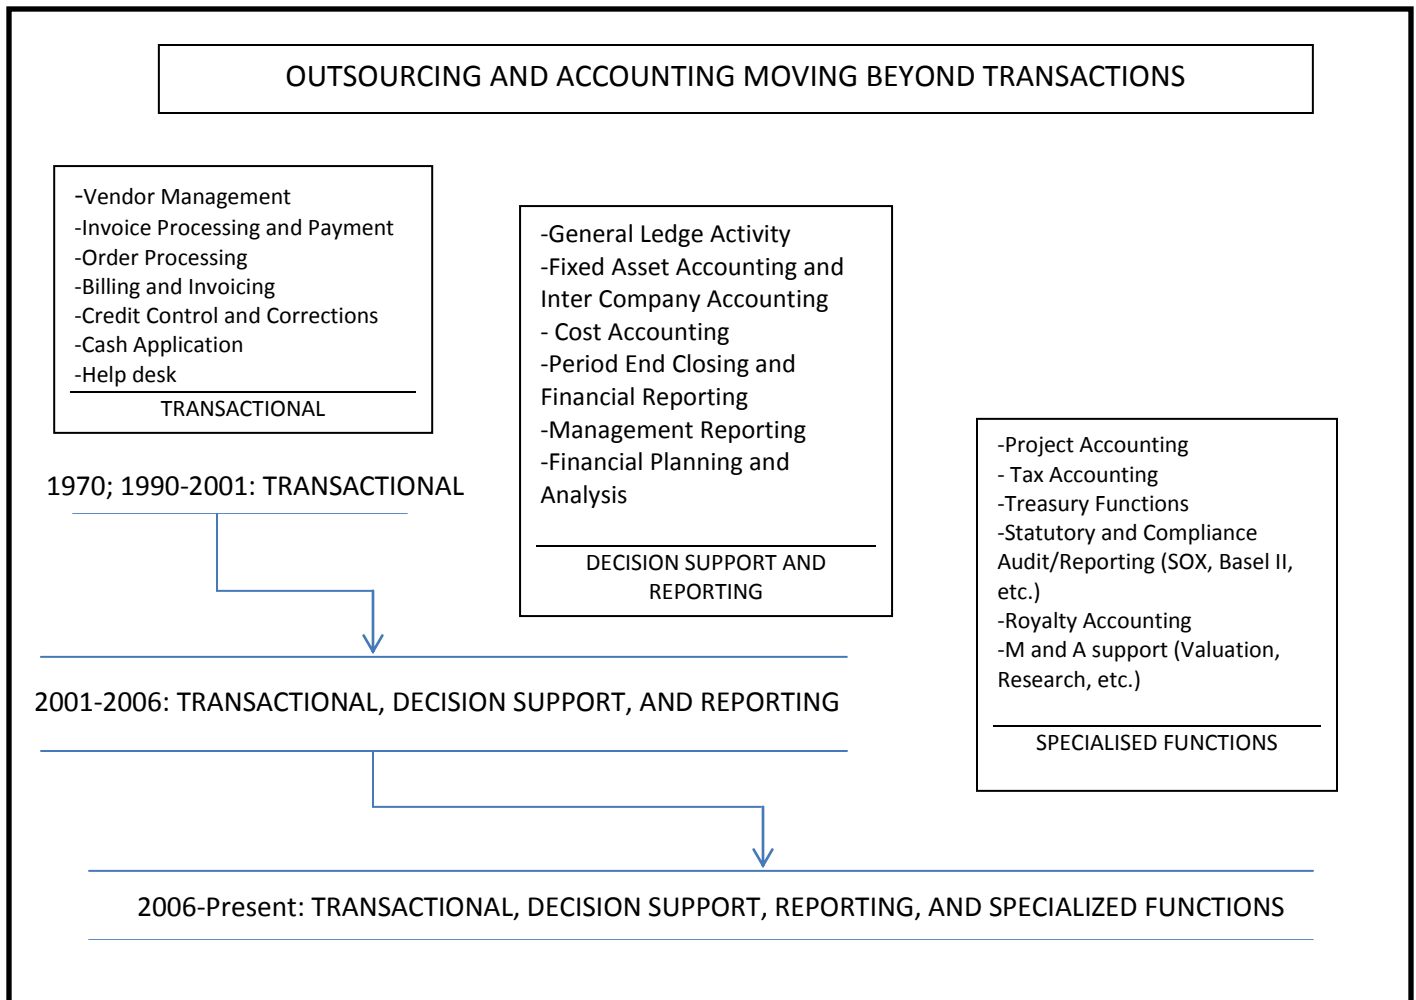 OUTSOURCING AND ACCOUNTING MOVING BEYOND TRANSACTIONS
-Vendor Management
-Invoice Processing and Payment
-Order Processing
-Billing and Invoicing
-Credit Control and Corrections
-Cash Application
-Help desk
TRANSACTIONAL
1970; 1990-2001: TRANSACTIONAL
-General Ledge Activity
-Fixed Asset Accounting and
Inter Company Accounting
- Cost Accounting
-Period End Closing and
Financial Reporting
-Management Reporting
-Financial Planning and
Analysis
DECISION SUPPORT AND
REPORTING
-Project Accounting
- Tax Accounting
-Treasury Functions
-Statutory and Compliance
Audit/Reporting (SOX, Basel II,
etc.)
-Royalty Accounting
-M and A support (Valuation,
Research, etc.)
SPECIALISED FUNCTIONS
2001-2006: TRANSACTIONAL, DECISION SUPPORT, AND REPORTING
2006-Present: TRANSACTIONAL, DECISION SUPPORT, REPORTING, AND SPECIALIZED FUNCTIONS